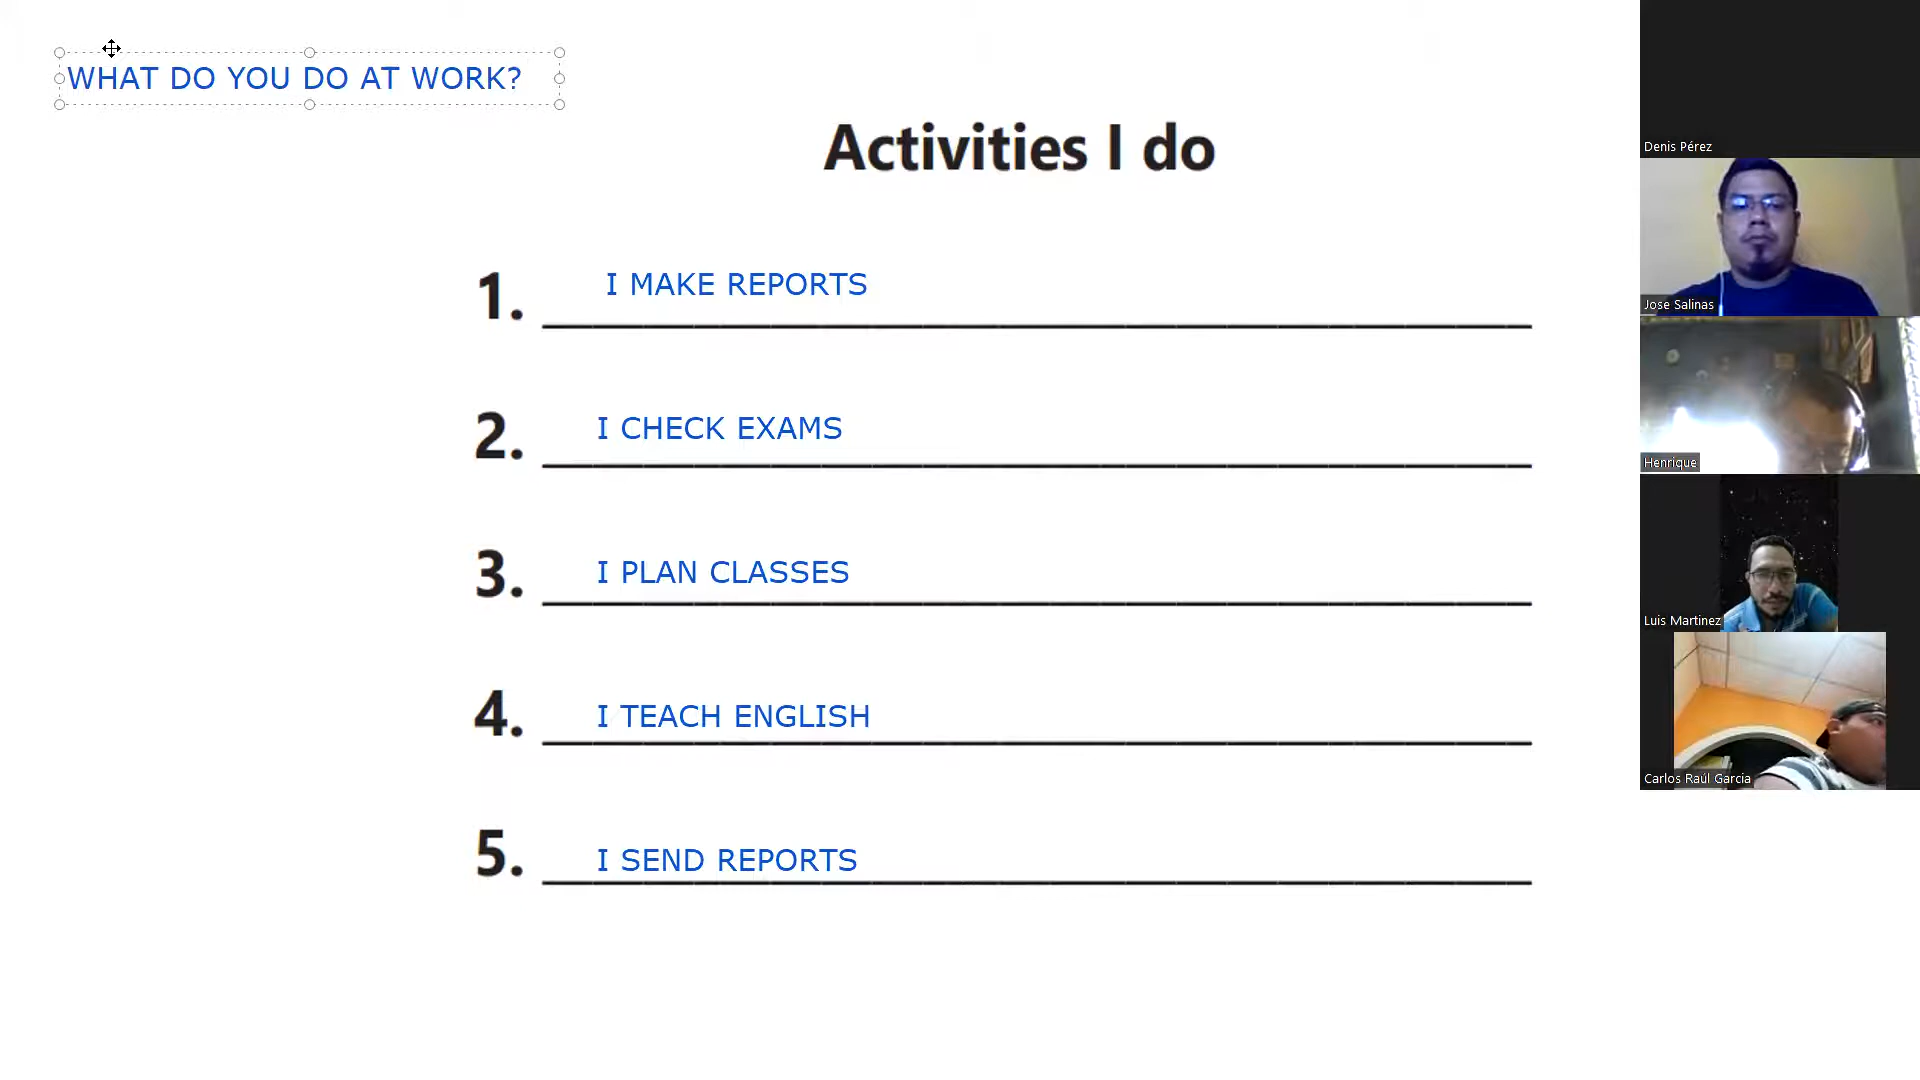 WHAT DO YOU DO AT WORK?
Activities I do
1. I MAKE REPORTS
2. I CHECK EXAMS
3. I PLAN CLASSES
4. I TEACH ENGLISH
5. I SEND REPORTS
Denis Pérez
Jose Salinas
Henrique
Luis Martinez
Carlos Raúl Garcia